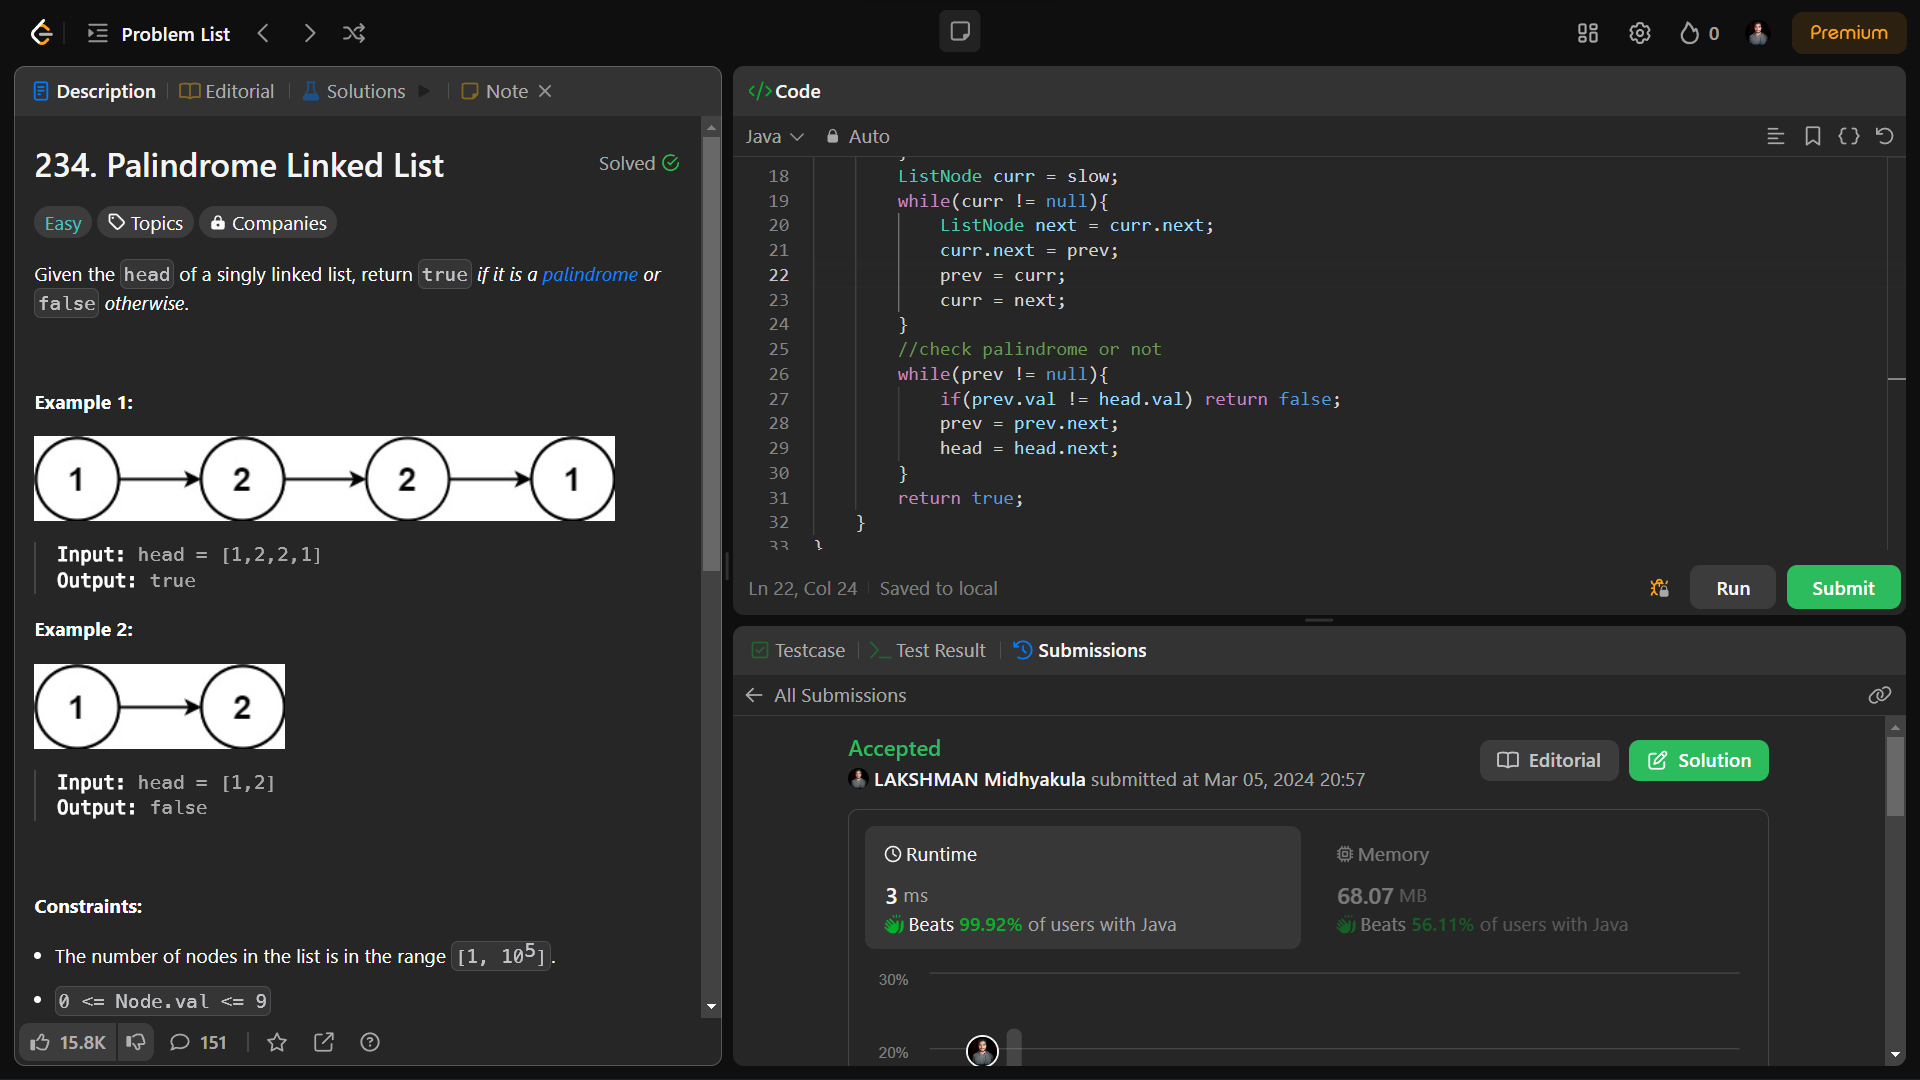 Problem List
0
Premium
Description
Editorial
Solutions
Note
234. Palindrome Linked List
Solved
Easy
Topics
Companies
Given the head of a singly linked list, return true if it is a palindrome or
false otherwise.
Example 1:
1 2 2 1
Input: head = [1,2,2,1]
Output: true
Example 2:
1 2
Input: head = [1,2]
Output: false
Constraints:
• The number of nodes in the list is in the range [1, 10⁵].
• 0 <= Node.val <= 9
15.8K
151
</> Code
Java
Auto
18 ListNode curr = slow;
19 while(curr != null){
20 ListNode next = curr.next;
21 curr.next = prev;
22 prev = curr;
23 curr = next;
24 }
25 //check palindrome or not
26 while(prev != null){
27 if(prev.val != head.val) return false;
28 prev = prev.next;
29 head = head.next;
30 }
31 return true;
32 }
33 }
Ln 22, Col 24
Saved to local
Run
Submit
Testcase
Test Result
Submissions
All Submissions
Accepted
LAKSHMAN Midhyakula submitted at Mar 05, 2024 20:57
Editorial
Solution
Runtime
3 ms
Beats 99.92% of users with Java
Memory
68.07 MB
Beats 56.11% of users with Java
30%
20%